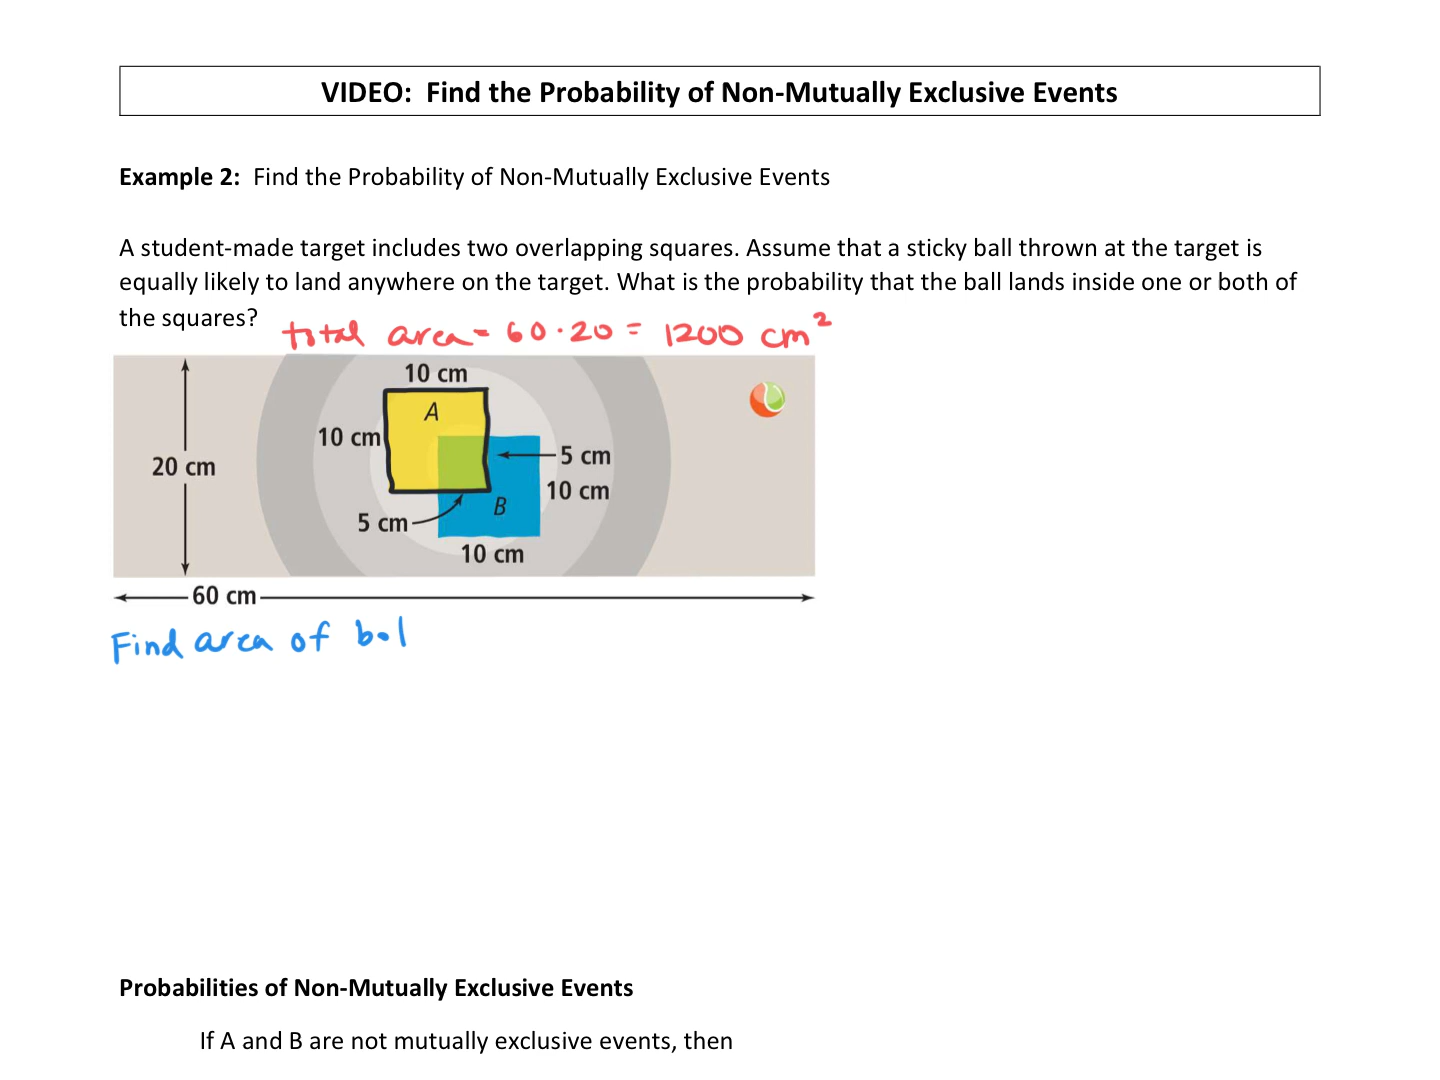 VIDEO: Find the Probability of Non-Mutually Exclusive Events
Example 2: Find the Probability of Non-Mutually Exclusive Events
A student-made target includes two overlapping squares. Assume that a sticky ball thrown at the target is
equally likely to land anywhere on the target. What is the probability that the ball lands inside one or both of
the squares?
total area = 60·20 = 1200 cm²
10 cm
A
10 cm
20 cm
5 cm
10 cm
B
5 cm
10 cm
60 cm
Find area of bol
Probabilities of Non-Mutually Exclusive Events
If A and B are not mutually exclusive events, then